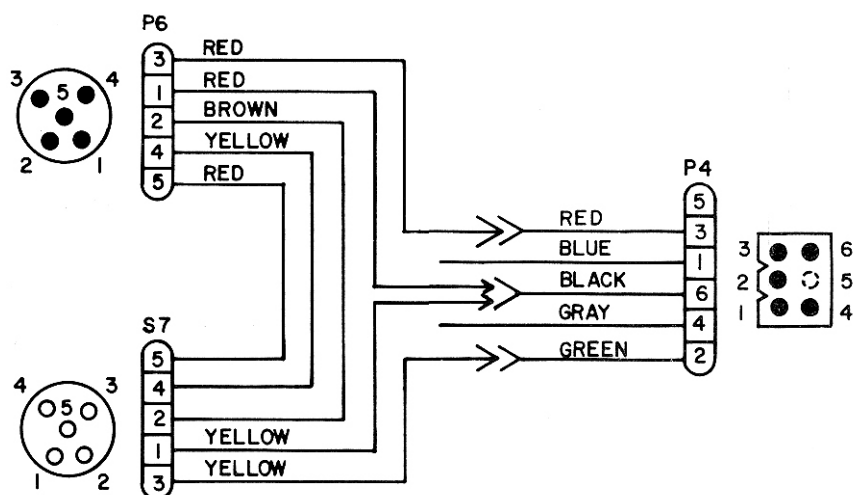 P6
3 RED
1 RED
2 BROWN
4 YELLOW
5 RED
3 5 4
2 1
P4
5
RED 3
BLUE 1
BLACK 6
GRAY 4
GREEN 2
3 6
2 5
1 4
S7
5
4
2
1 YELLOW
3 YELLOW
4 5 3
1 2